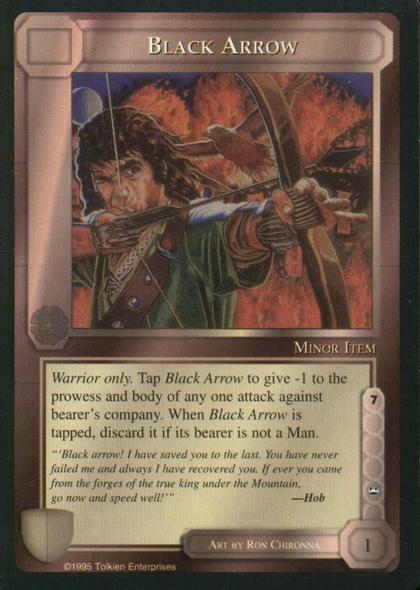 BLACK ARROW
MINOR ITEM
Warrior only. Tap Black Arrow to give -1 to the
prowess and body of any one attack against
bearer's company. When Black Arrow is
tapped, discard it if its bearer is not a Man.
7
"'Black arrow! I have saved you to the last. You have never
failed me and always I have recovered you. If ever you came
from the forges of the true king under the Mountain,
go now and speed well!'" —Hob
ART BY RON CHIRONNA
1
©1995 Tolkien Enterprises